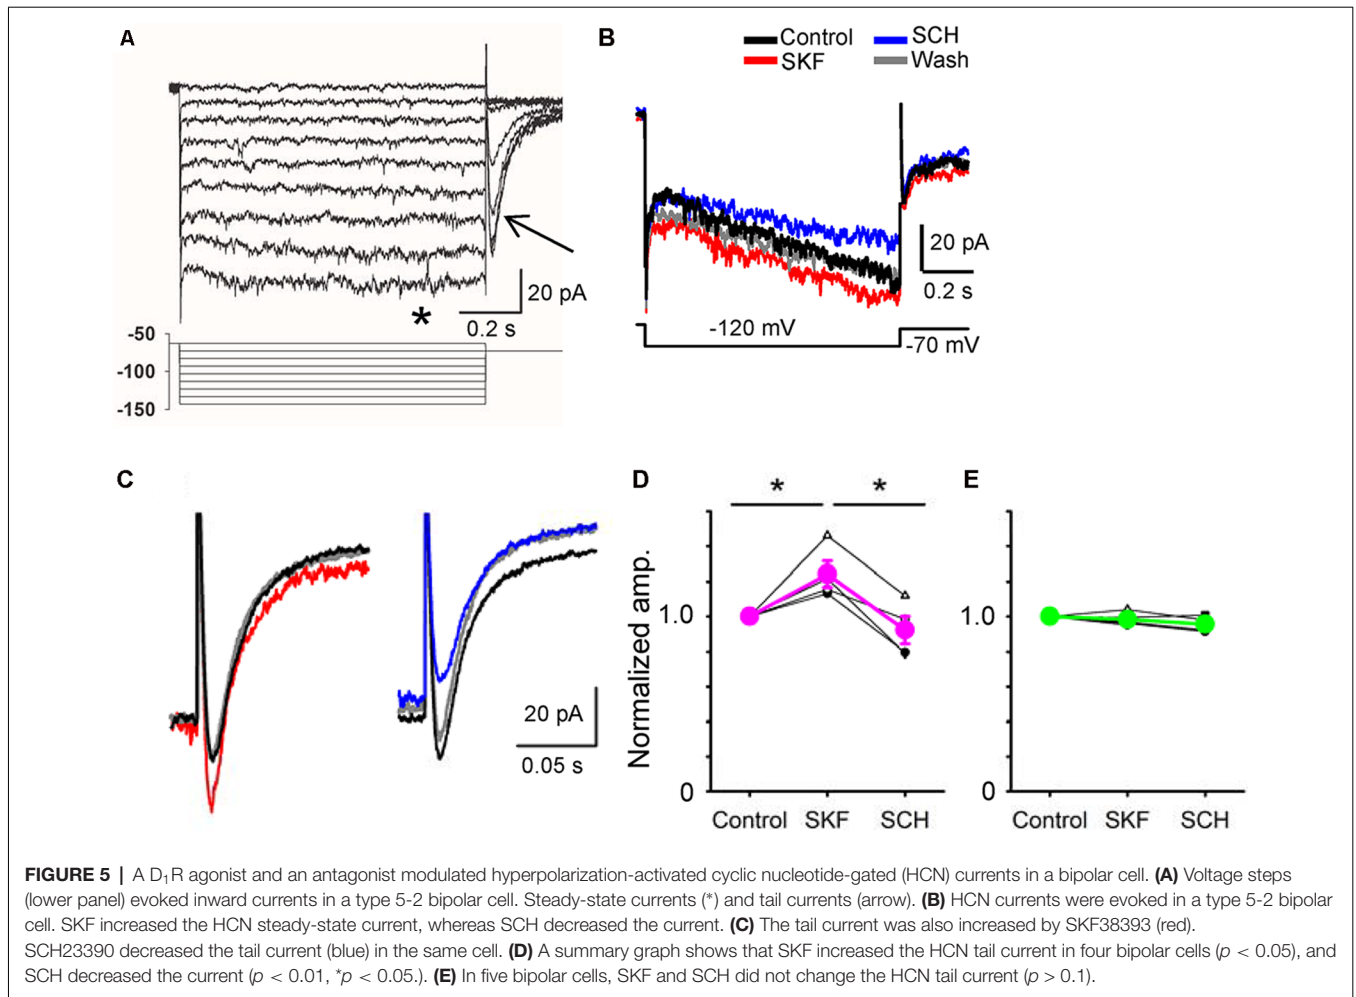 A
B
Control
SCH
SKF
Wash
20 pA
*
0.2 s
20 pA
0.2 s
-50
-100
-150
-120 mV
-70 mV
C
D
E
* *
20 pA
0.05 s
Normalized amp.
1.0
0
Control SKF SCH
1.0
0
Control SKF SCH
FIGURE 5 | A D₁R agonist and an antagonist modulated hyperpolarization-activated cyclic nucleotide-gated (HCN) currents in a bipolar cell. (A) Voltage steps
(lower panel) evoked inward currents in a type 5-2 bipolar cell. Steady-state currents (*) and tail currents (arrow). (B) HCN currents were evoked in a type 5-2 bipolar
cell. SKF increased the HCN steady-state current, whereas SCH decreased the current. (C) The tail current was also increased by SKF38393 (red).
SCH23390 decreased the tail current (blue) in the same cell. (D) A summary graph shows that SKF increased the HCN tail current in four bipolar cells (p < 0.05), and
SCH decreased the current (p < 0.01, *p < 0.05.). (E) In five bipolar cells, SKF and SCH did not change the HCN tail current (p > 0.1).